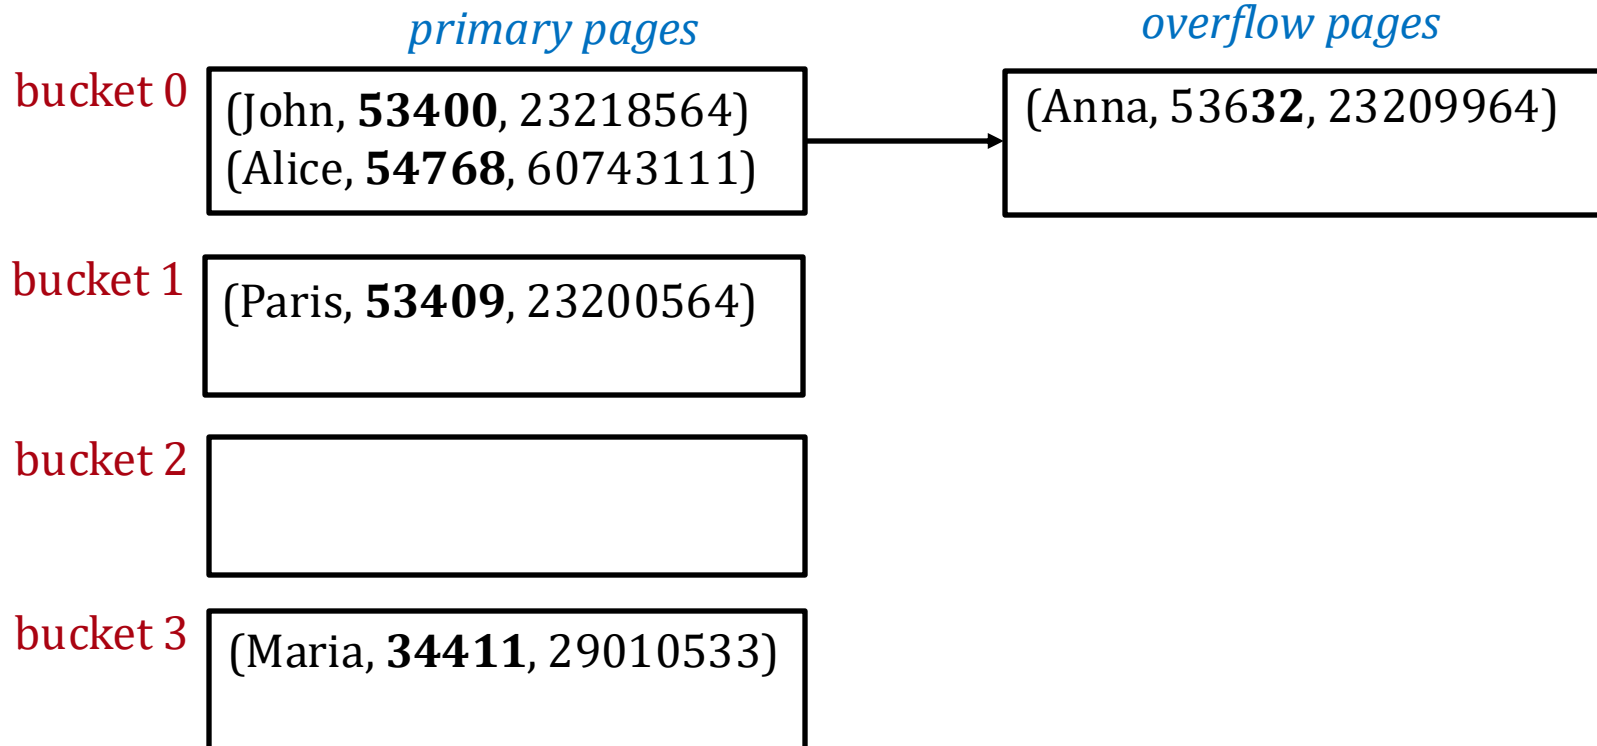 primary pages
overflow pages
bucket 0
(John, 53400, 23218564)
(Alice, 54768, 60743111)
(Anna, 53632, 23209964)
bucket 1
(Paris, 53409, 23200564)
bucket 2
bucket 3
(Maria, 34411, 29010533)